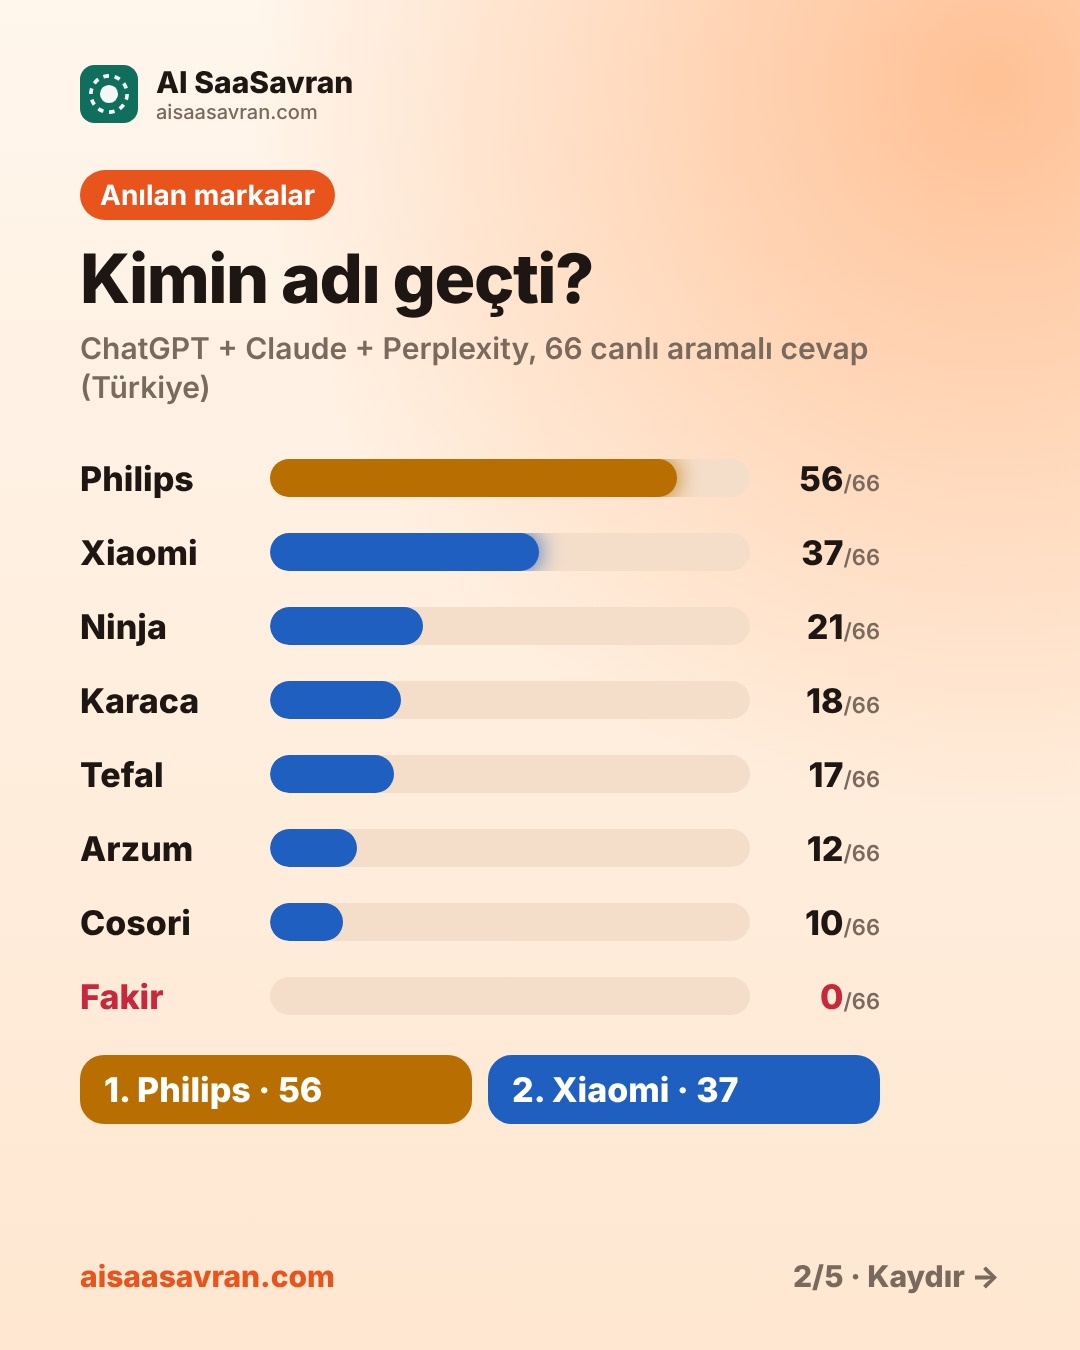 AI SaaSavran
aisaasavran.com
Anılan markalar
Kimin adı geçti?
ChatGPT + Claude + Perplexity, 66 canlı aramalı cevap
(Türkiye)
Philips 56/66
Xiaomi 37/66
Ninja 21/66
Karaca 18/66
Tefal 17/66
Arzum 12/66
Cosori 10/66
Fakir 0/66
1. Philips · 56 2. Xiaomi · 37
aisaasavran.com 2/5 · Kaydır →